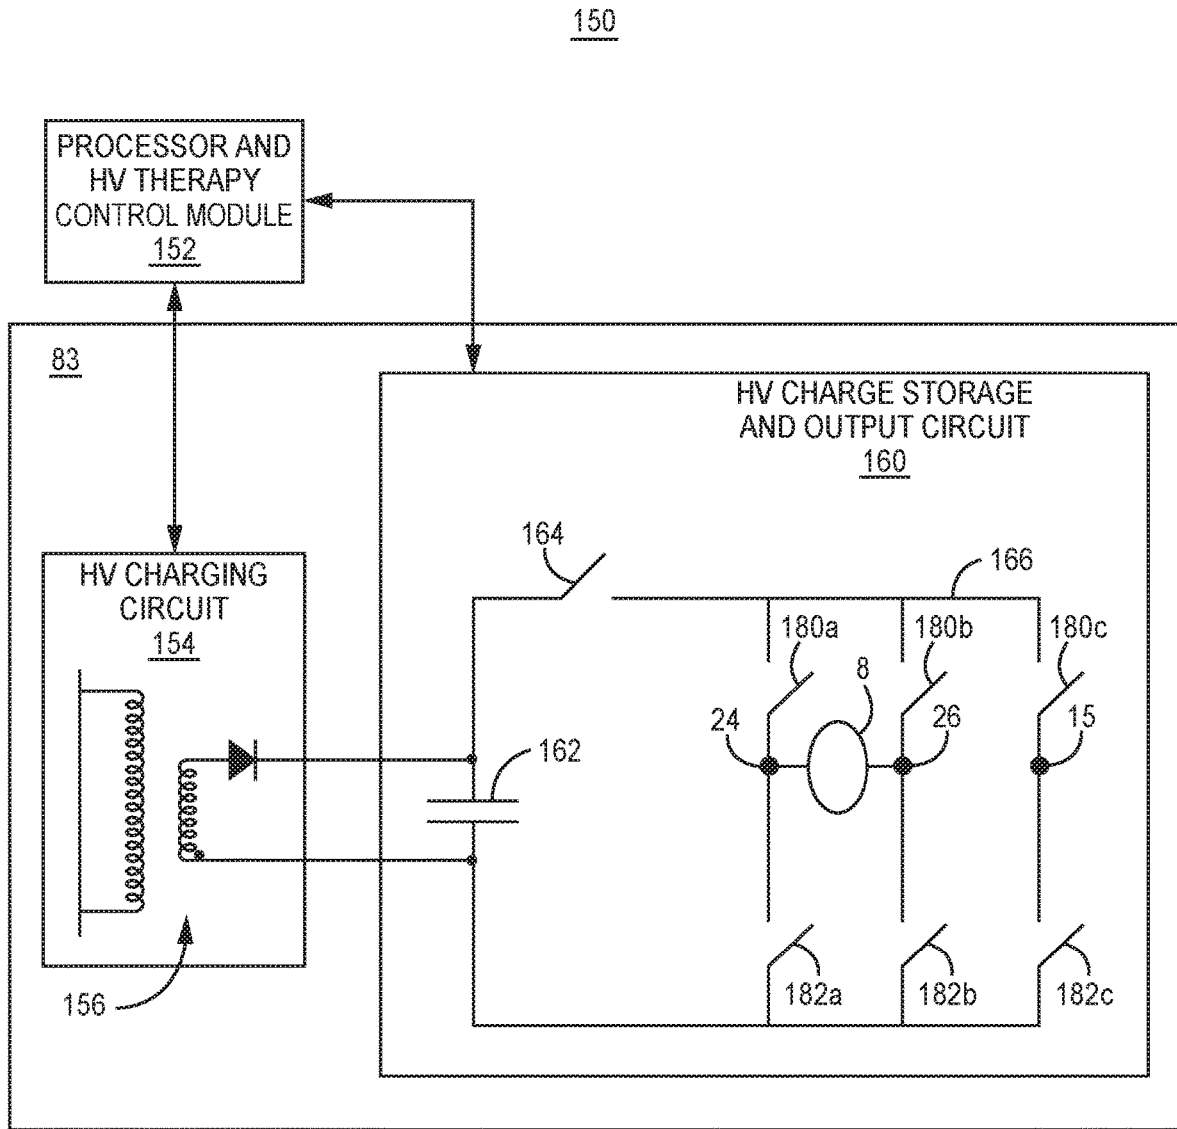 150
PROCESSOR AND
HV THERAPY
CONTROL MODULE
152
83
HV CHARGE STORAGE
AND OUTPUT CIRCUIT
160
HV CHARGING
CIRCUIT
154
164
166
180a
180b
180c
8
24
26
15
162
156
182a
182b
182c